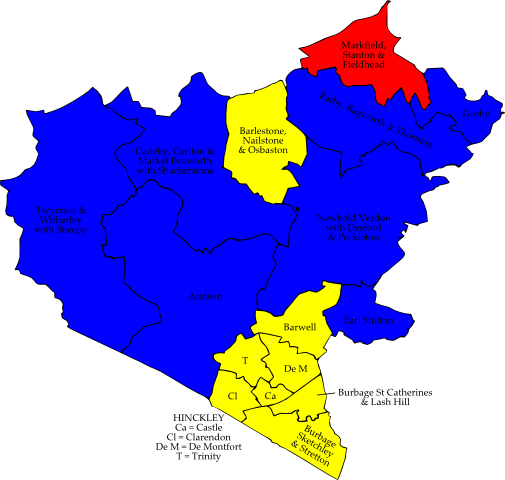 Markfield,
Stanton &
Fieldhead
Ratby, Bagworth & Thornton
Groby
Barlestone,
Nailstone
& Osbaston
Cadeby, Carlton &
Market Bosworth
with Shackerstone
Twycross &
Witherley
with Sheepy
Newbold Verdon
with Desford
& Peckleton
Ambien
Barwell
Earl Shilton
T
De M
Cl
Ca
Burbage St Catherines
& Lash Hill
Burbage
Sketchley
& Stretton
HINCKLEY
Ca = Castle
Cl = Clarendon
De M = De Montfort
T = Trinity